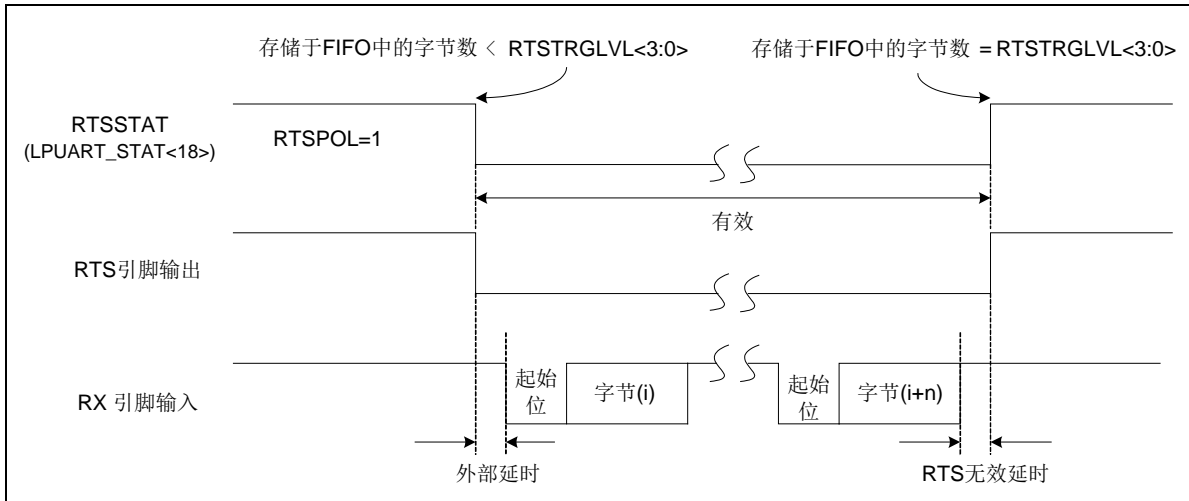 存储于FIFO中的字节数 < RTSTRGLVL<3:0>
存储于FIFO中的字节数 = RTSTRGLVL<3:0>
RTSSTAT
(LPUART_STAT<18>)
RTSPOL=1
有效
RTS引脚输出
RX 引脚输入
起始
位
字节(i)
起始
位
字节(i+n)
外部延时
RTS无效延时